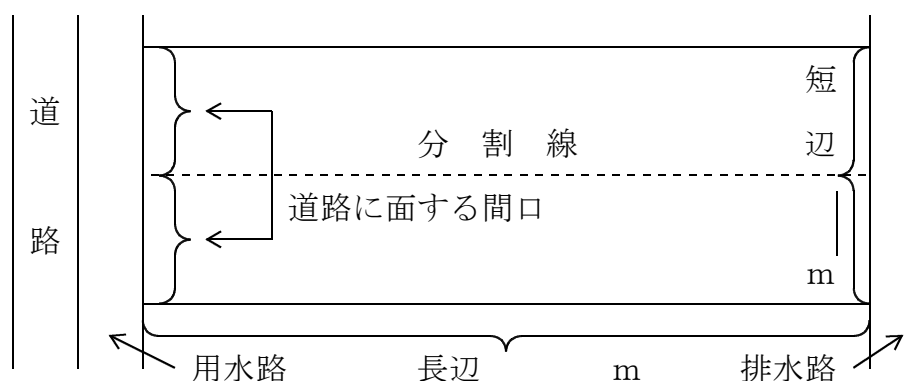 道路
短辺 m
分割線
道路に面する間口
用水路
長辺 m
排水路